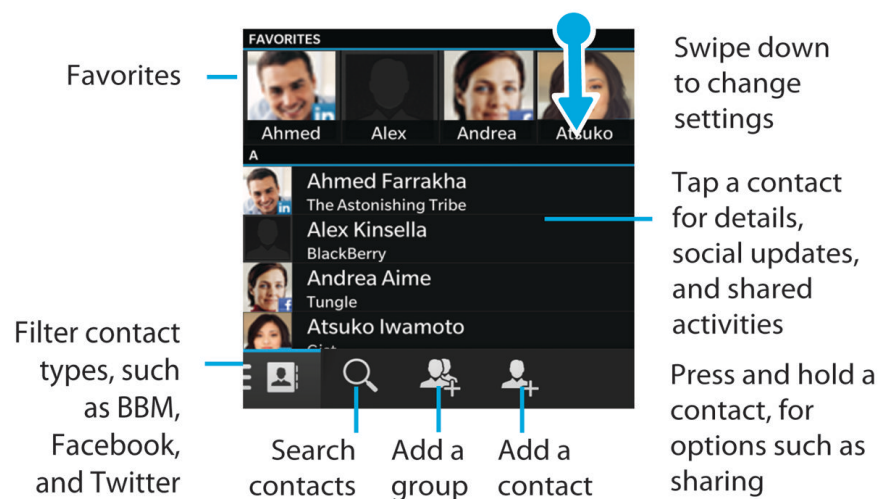 Favorites
FAVORITES
in
f
Ahmed
Alex
Andrea
Atsuko
A
in
Ahmed Farrakha
The Astonishing Tribe
Alex Kinsella
BlackBerry
f
Andrea Aime
Tungle
Atsuko Iwamoto
Swipe down
to change
settings
Tap a contact
for details,
social updates,
and shared
activities
Press and hold a
contact, for
options such as
sharing
Filter contact
types, such
as BBM,
Facebook,
and Twitter
Search
contacts
Add a
group
Add a
contact